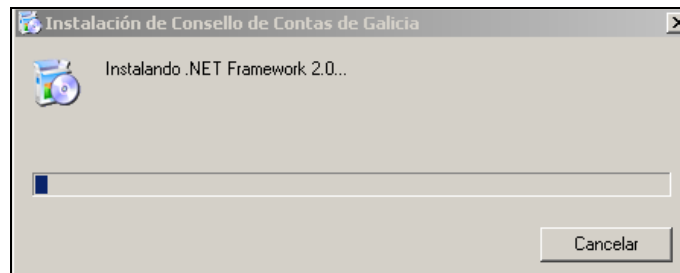 Instalación de Consello de Contas de Galicia
Instalando .NET Framework 2.0...
Cancelar